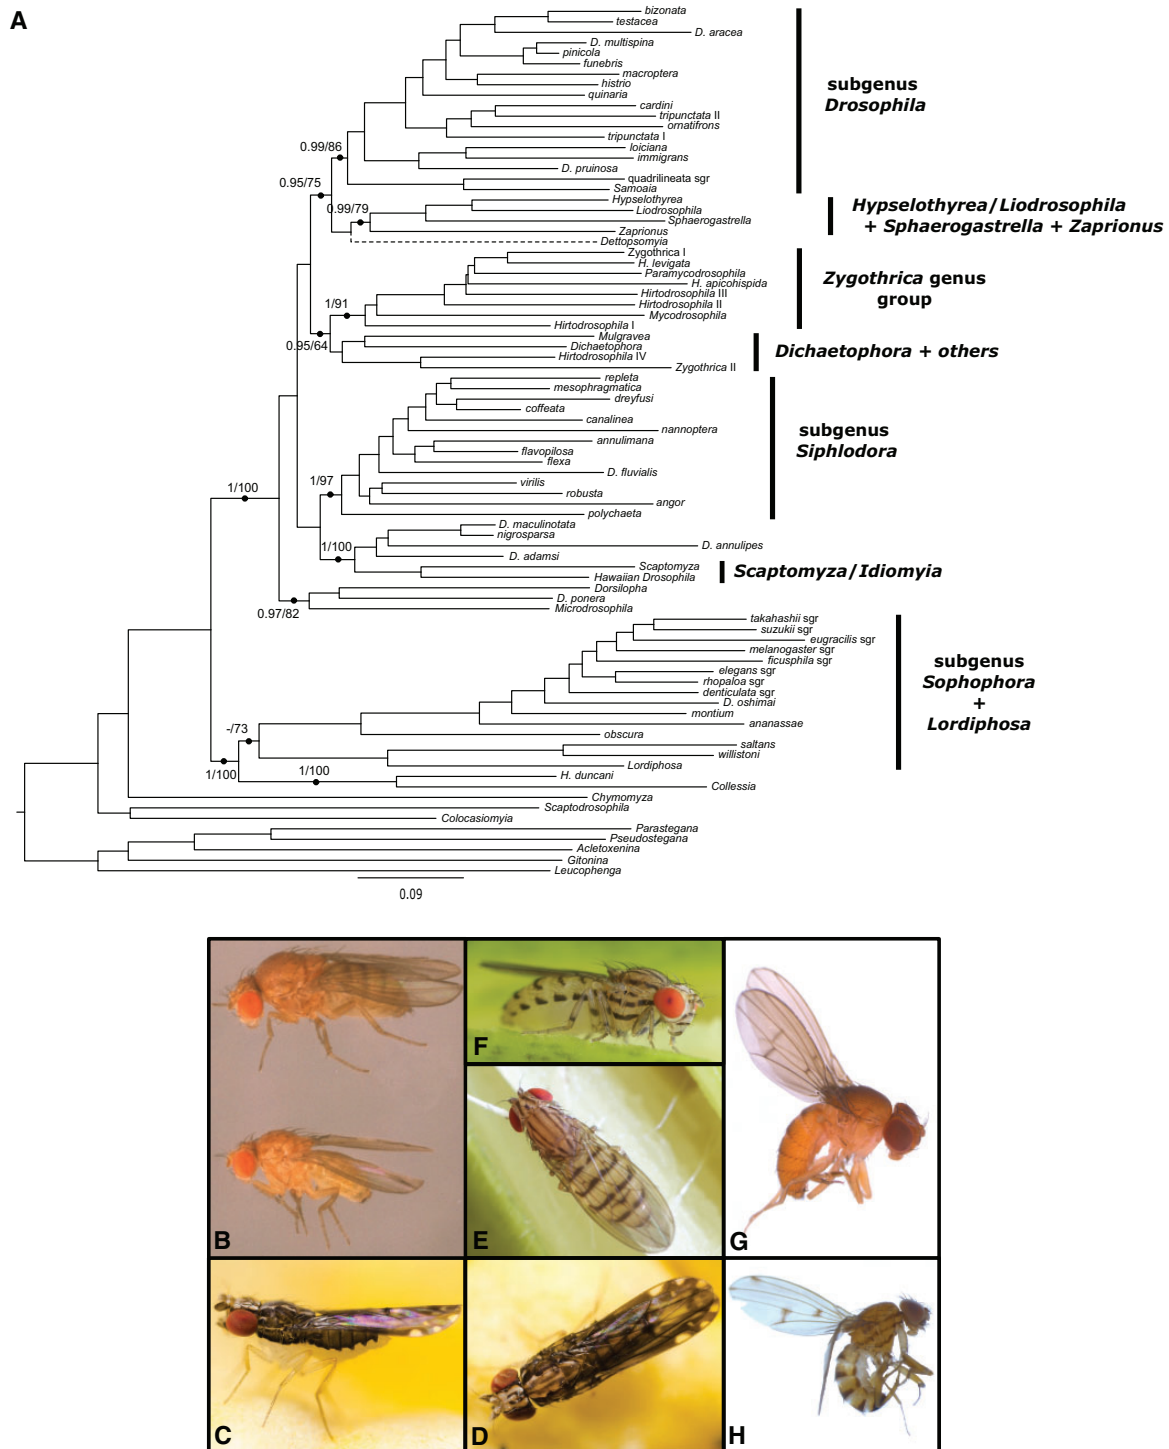 A
bizonata
testacea
D. aracea
D. multispina
pinicola
funebris
macroptera
histrio
quinaria
cardini
tripunctata II
ornatifrons
tripunctata I
loiciana
immigrans
D. pruinosa
quadrilineata sgr
Samoaia
Hypselothyrea
Liodrosophila
Sphaerogastrella
Zaprionus
Dettopsomyia
Zygothrica I
H. levigata
Paramycodrosophila
H. apicohispida
Hirtodrosophila III
Hirtodrosophila II
Mycodrosophila
Hirtodrosophila I
Mulgravea
Dichaetophora
Hirtodrosophila IV
Zygothrica II
repleta
mesophragmatica
dreyfusi
coffeata
canalinea
nannoptera
annulimana
flavopilosa
flexa
D. fluvialis
virilis
robusta
angor
polychaeta
D. maculinotata
nigrosparsa
D. annulipes
D. adamsi
Scaptomyza
Hawaiian Drosophila
Dorsilopha
D. ponera
Microdrosophila
takahashii sgr
suzukii sgr
eugracilis sgr
melanogaster sgr
ficusphila sgr
elegans sgr
rhopaloa sgr
denticulata sgr
D. oshimai
montium
ananassae
obscura
saltans
willistoni
Lordiphosa
H. duncani
Collessia
Chymomyza
Scaptodrosophila
Colocasiomyia
Parastegana
Pseudostegana
Acletoxenina
Gitonina
Leucophenga
0.99/86
0.95/75
0.99/79
1/91
0.95/64
1/100
1/97
1/100
0.97/82
-/73
1/100
1/100
0.09
subgenus
Drosophila
Hypselothyrea/Liodrosophila
+ Sphaerogastrella + Zaprionus
Zygothrica genus
group
Dichaetophora + others
subgenus
Siphlodora
Scaptomyza/Idiomyia
subgenus
Sophophora
+
Lordiphosa
B
F
E
G
C
D
H